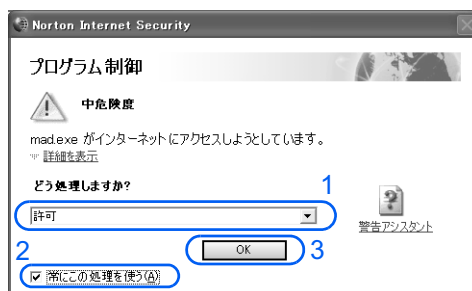 Norton Internet Security
プログラム制御
中危険度
mad.exe がインターネットにアクセスしようとしています。
詳細を表示
どう処理しますか?
1
許可
警告アシスタント
OK
3
2
常にこの処理を使う(A)